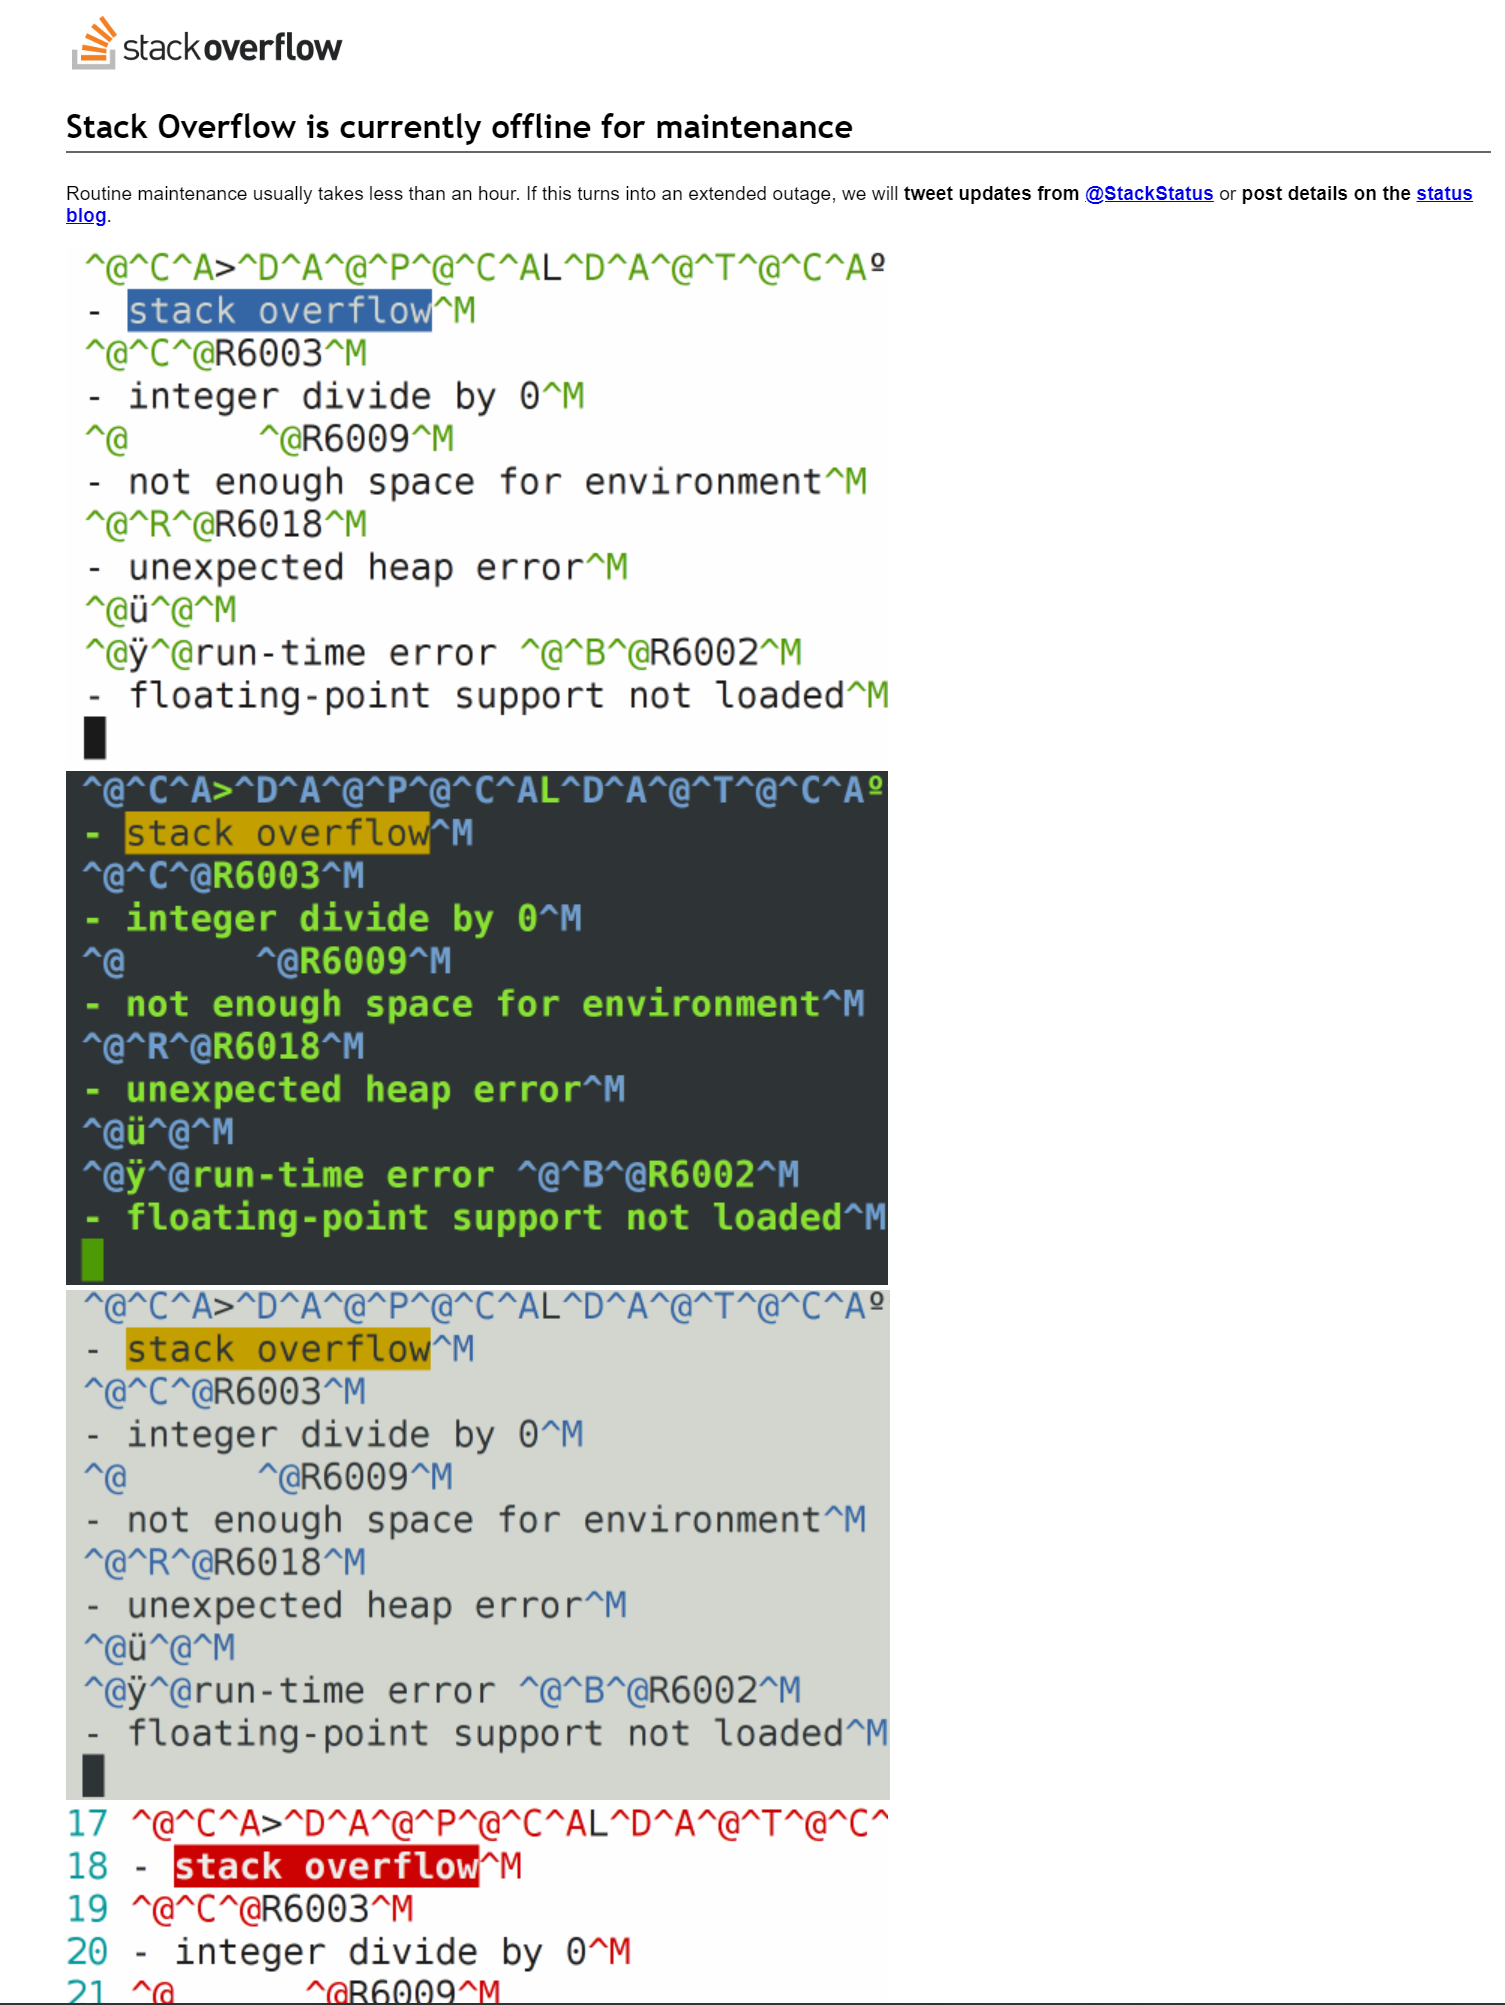 stackoverflow
Stack Overflow is currently offline for maintenance
Routine maintenance usually takes less than an hour. If this turns into an extended outage, we will tweet updates from @StackStatus or post details on the status
blog.
^@^C^A>^D^A^@^P^@^C^AL^D^A^@^T^@^C^Aº
- stack overflow^M
^@^C^@R6003^M
- integer divide by 0^M
^@      ^@R6009^M
- not enough space for environment^M
^@^R^@R6018^M
- unexpected heap error^M
^@ü^@^M
^@ÿ^@run-time error ^@^B^@R6002^M
- floating-point support not loaded^M
^@^C^A>^D^A^@^P^@^C^AL^D^A^@^T^@^C^Aº
- stack overflow^M
^@^C^@R6003^M
- integer divide by 0^M
^@      ^@R6009^M
- not enough space for environment^M
^@^R^@R6018^M
- unexpected heap error^M
^@ü^@^M
^@ÿ^@run-time error ^@^B^@R6002^M
- floating-point support not loaded^M
^@^C^A>^D^A^@^P^@^C^AL^D^A^@^T^@^C^Aº
- stack overflow^M
^@^C^@R6003^M
- integer divide by 0^M
^@      ^@R6009^M
- not enough space for environment^M
^@^R^@R6018^M
- unexpected heap error^M
^@ü^@^M
^@ÿ^@run-time error ^@^B^@R6002^M
- floating-point support not loaded^M
17 ^@^C^A>^D^A^@^P^@^C^AL^D^A^@^T^@^C^
18 - stack overflow^M
19 ^@^C^@R6003^M
20 - integer divide by 0^M
21 ^@      ^@R6009^M